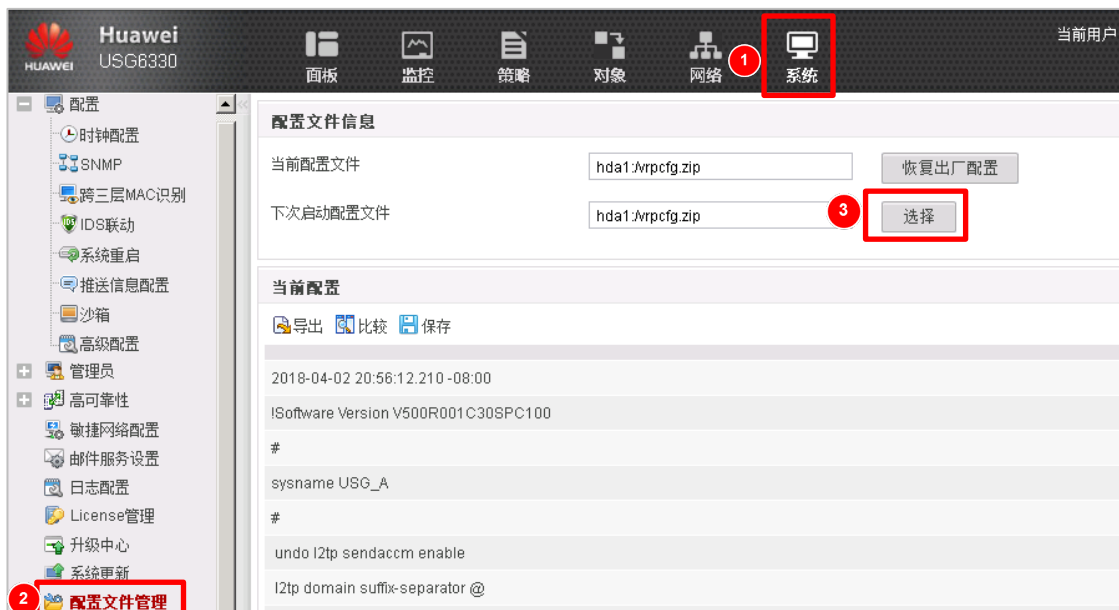 Huawei
USG6330
HUAWEI
面板
监控
策略
对象
网络
1
系统
当前用户
配置
时钟配置
SNMP
跨三层MAC识别
IDS联动
系统重启
推送信息配置
沙箱
高级配置
管理员
高可靠性
敏捷网络配置
邮件服务设置
日志配置
License管理
升级中心
系统更新
2
配置文件管理
配置文件信息
当前配置文件
hda1:/vrpcfg.zip
恢复出厂配置
下次启动配置文件
hda1:/vrpcfg.zip
3
选择
当前配置
导出 比较 保存
2018-04-02 20:56:12.210 -08:00
!Software Version V500R001C30SPC100
#
sysname USG_A
#
undo l2tp sendaccm enable
l2tp domain suffix-separator @